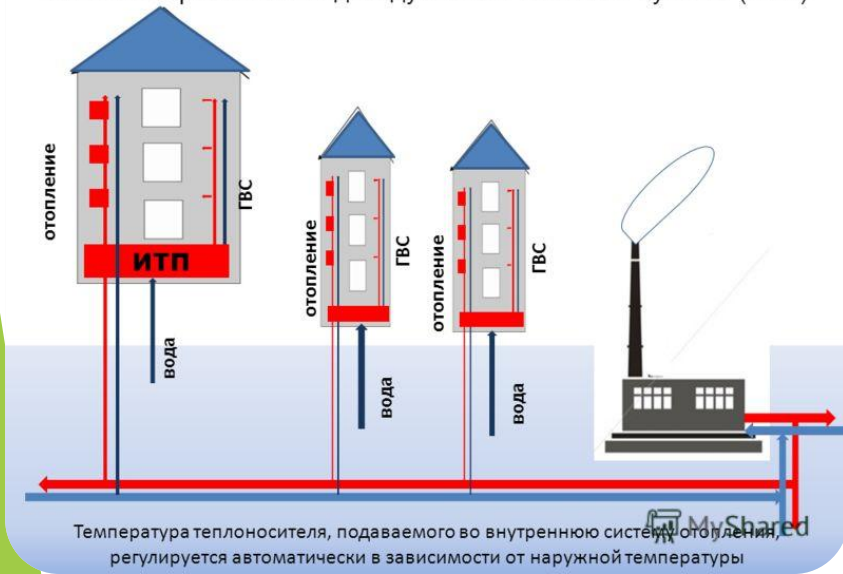 отопление
ГВС
ИТП
вода
отопление
ГВС
вода
отопление
ГВС
вода
Температура теплоносителя, подаваемого во внутреннюю систему отопления,
регулируется автоматически в зависимости от наружной температуры
MyShared